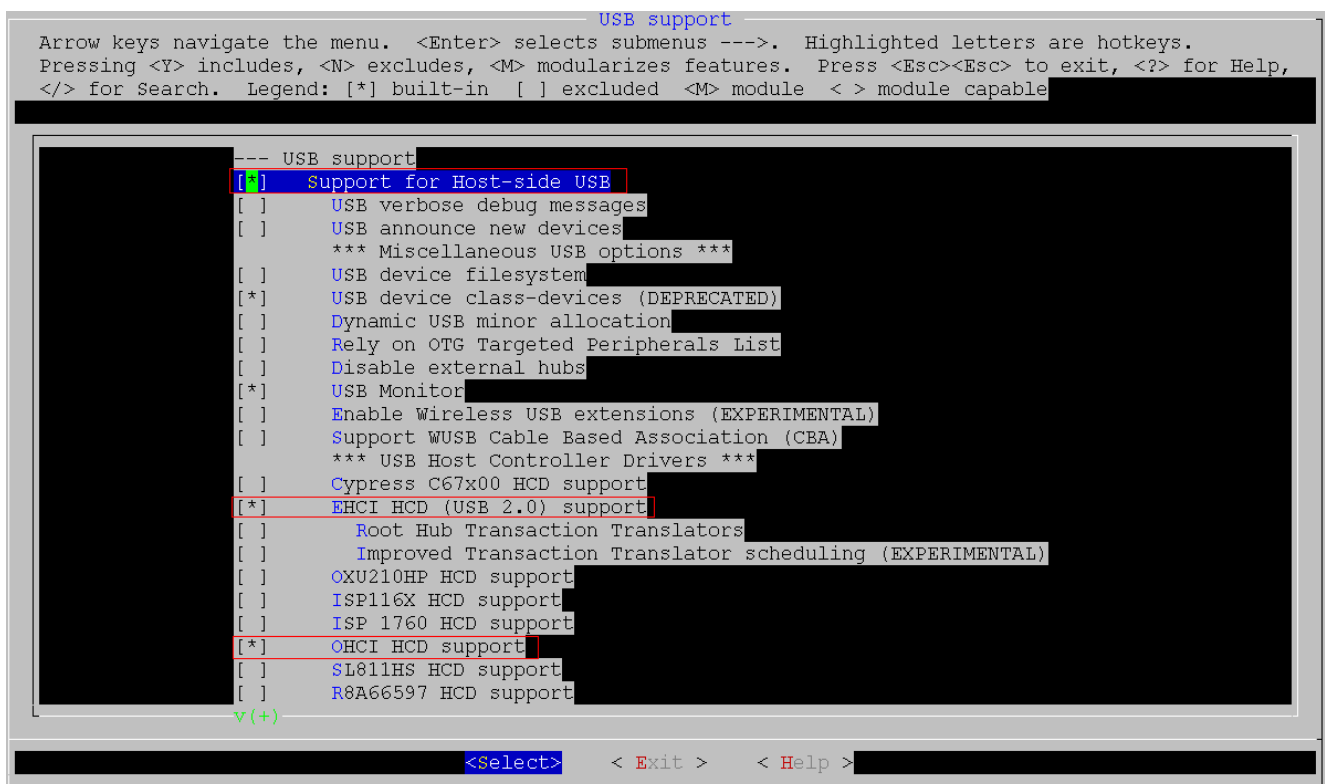 USB support
Arrow keys navigate the menu.  <Enter> selects submenus --->.  Highlighted letters are hotkeys.
Pressing <Y> includes, <N> excludes, <M> modularizes features.  Press <Esc><Esc> to exit, <?> for Help,
</> for Search.  Legend: [*] built-in  [ ] excluded  <M> module  < > module capable
--- USB support
[*]   Support for Host-side USB
[ ]     USB verbose debug messages
[ ]     USB announce new devices
        *** Miscellaneous USB options ***
[ ]     USB device filesystem
[*]     USB device class-devices (DEPRECATED)
[ ]     Dynamic USB minor allocation
[ ]     Rely on OTG Targeted Peripherals List
[ ]     Disable external hubs
[*]     USB Monitor
[ ]     Enable Wireless USB extensions (EXPERIMENTAL)
[ ]     Support WUSB Cable Based Association (CBA)
        *** USB Host Controller Drivers ***
[ ]     Cypress C67x00 HCD support
[*]     EHCI HCD (USB 2.0) support
[ ]       Root Hub Transaction Translators
[ ]       Improved Transaction Translator scheduling (EXPERIMENTAL)
[ ]     OXU210HP HCD support
[ ]     ISP116X HCD support
[ ]     ISP 1760 HCD support
[*]     OHCI HCD support
[ ]     SL811HS HCD support
[ ]     R8A66597 HCD support
v(+)
<Select>    < Exit >    < Help >